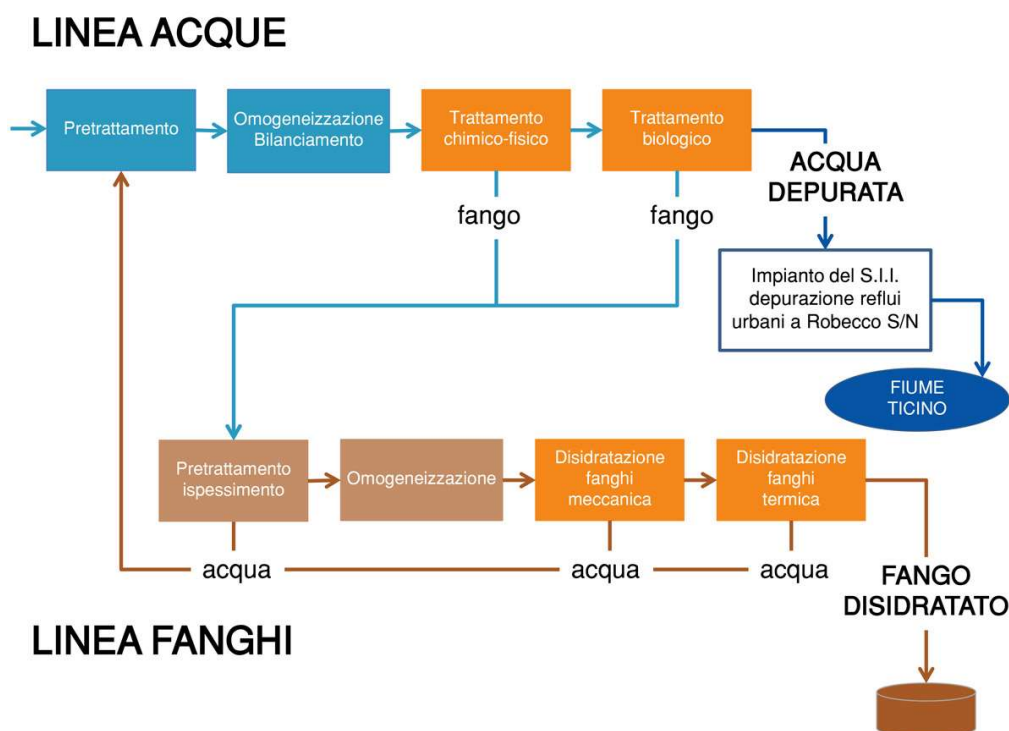 LINEA ACQUE
Pretrattamento
Omogeneizzazione
Bilanciamento
Trattamento
chimico-fisico
Trattamento
biologico
ACQUA
DEPURATA
fango
fango
Impianto del S.I.I.
depurazione reflui
urbani a Robecco S/N
FIUME
TICINO
Pretrattamento
ispessimento
Omogeneizzazione
Disidratazione
fanghi
meccanica
Disidratazione
fanghi
termica
acqua
acqua
acqua
FANGO
DISIDRATATO
LINEA FANGHI